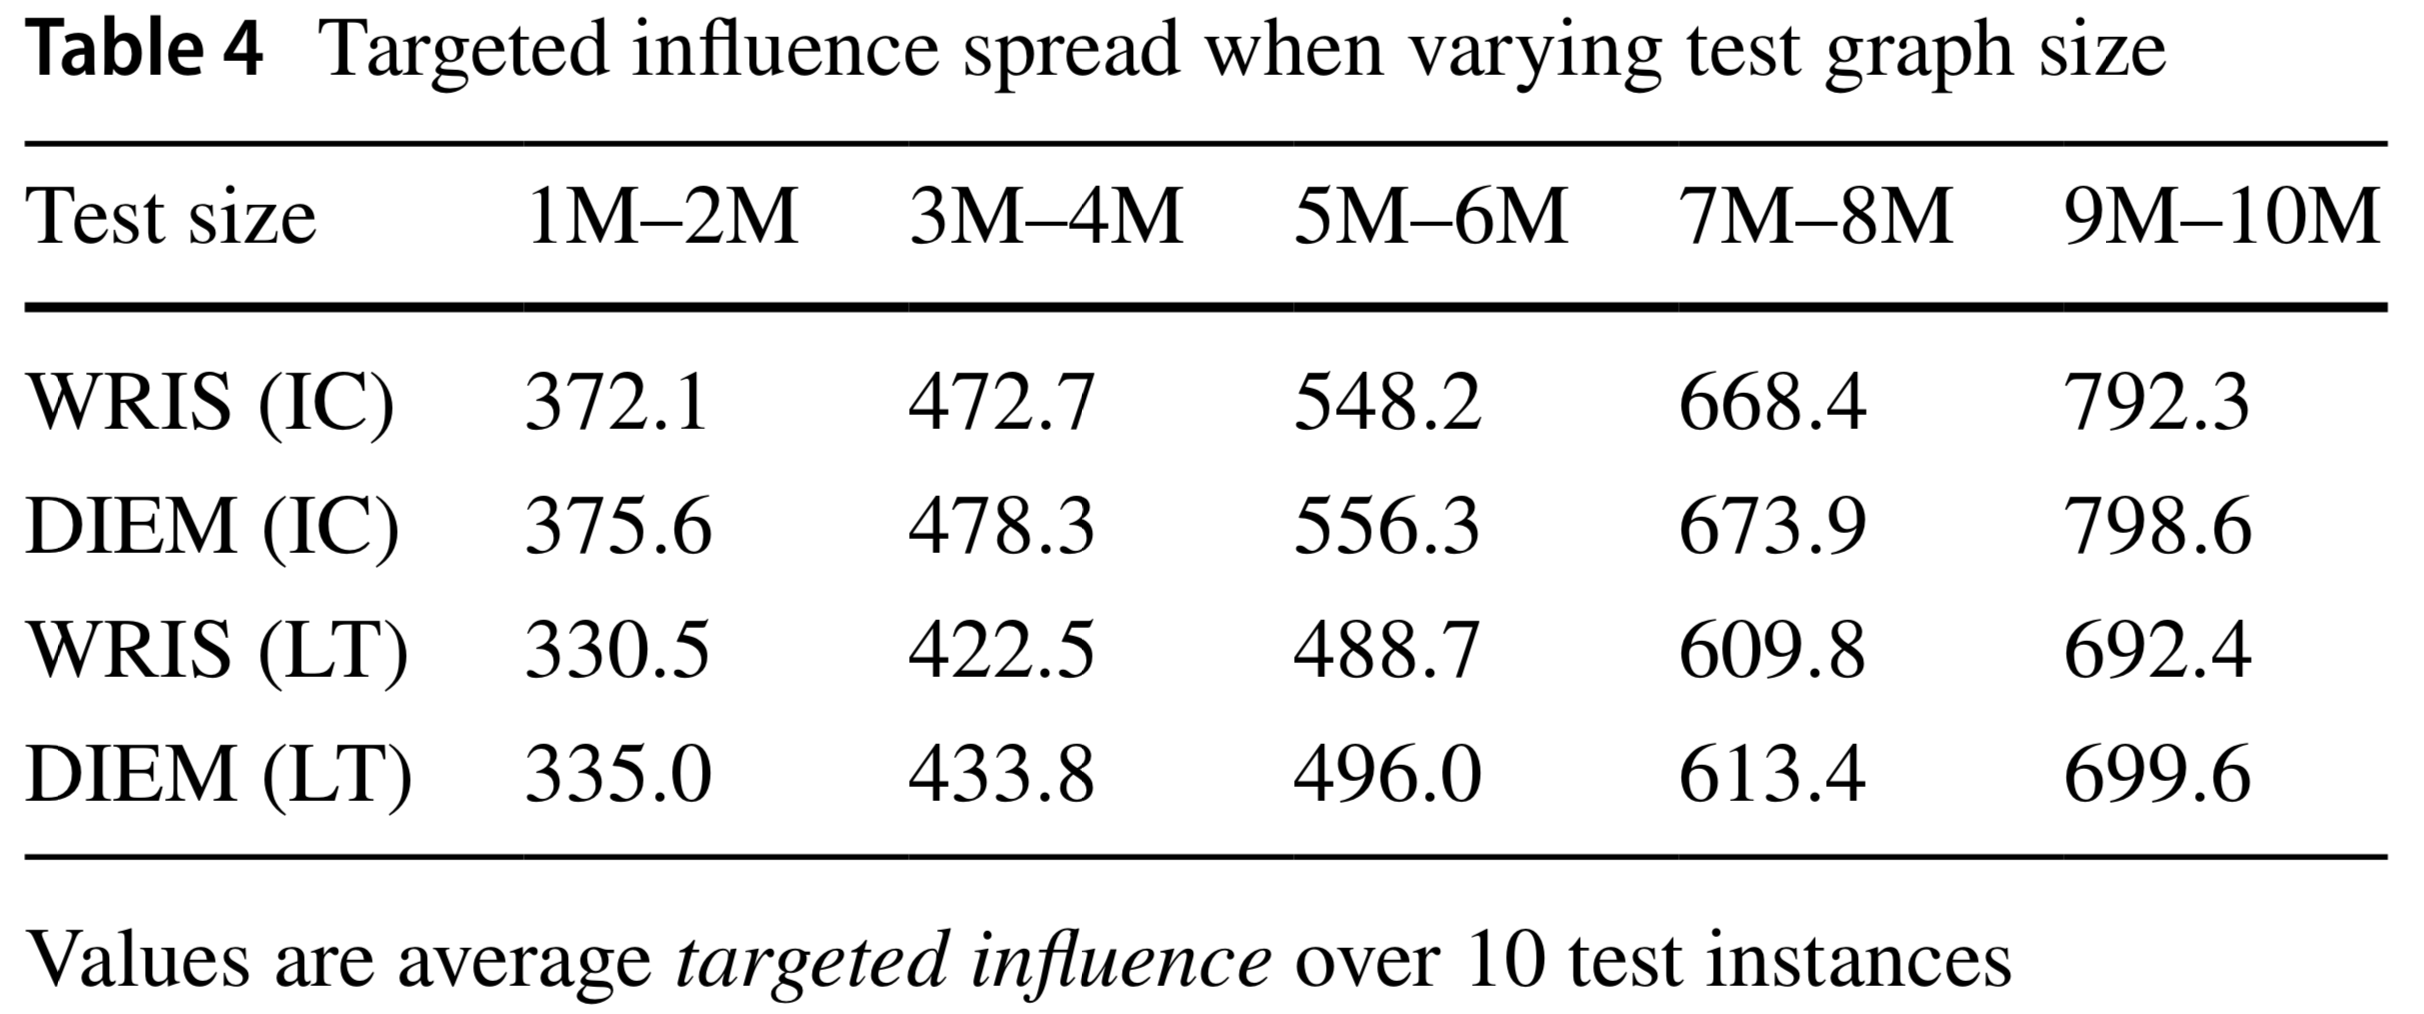 Table 4 Targeted influence spread when varying test graph size
Test size 1M–2M 3M–4M 5M–6M 7M–8M 9M–10M
WRIS (IC) 372.1 472.7 548.2 668.4 792.3
DIEM (IC) 375.6 478.3 556.3 673.9 798.6
WRIS (LT) 330.5 422.5 488.7 609.8 692.4
DIEM (LT) 335.0 433.8 496.0 613.4 699.6
Values are average targeted influence over 10 test instances